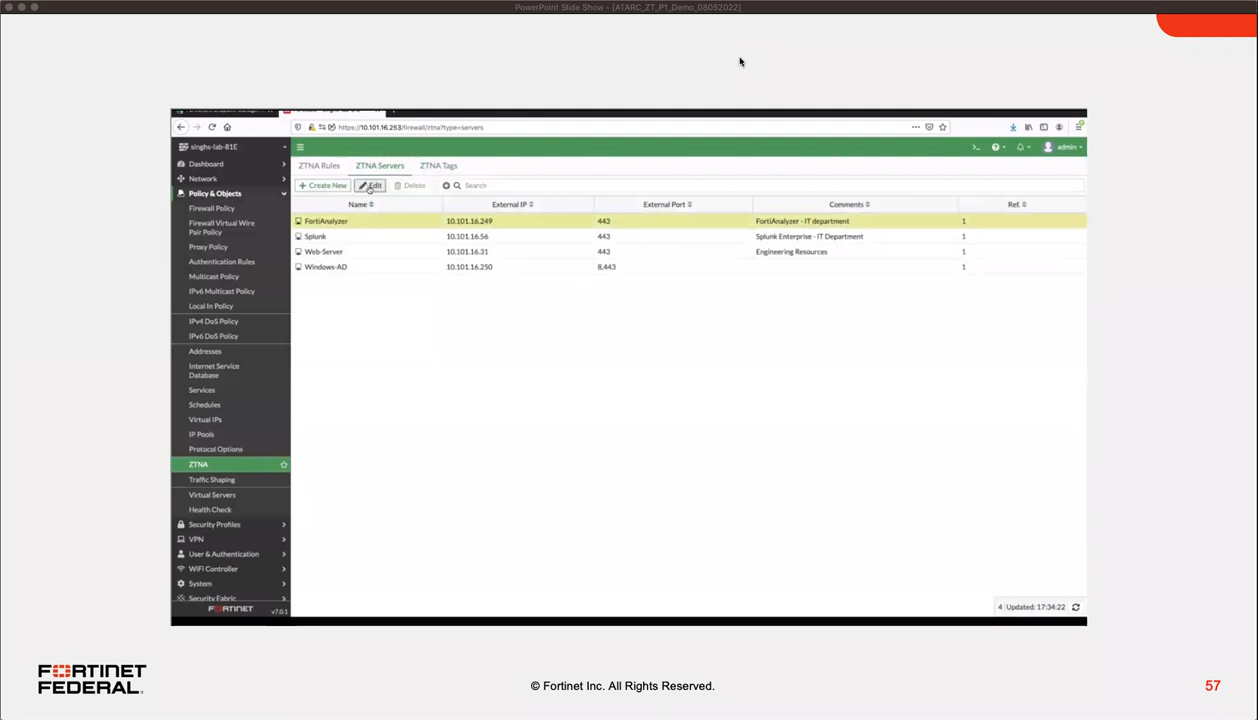 PowerPoint Slide Show - [ATARC_ZT_P1_Demo_08052022]
https://10.101.16.253/firewall/ztna?type=servers
singhs-lab-81E
admin
Dashboard
Network
Policy & Objects
Firewall Policy
Firewall Virtual Wire
Pair Policy
Proxy Policy
Authentication Rules
Multicast Policy
IPv6 Multicast Policy
Local In Policy
IPv4 DoS Policy
IPv6 DoS Policy
Addresses
Internet Service
Database
Services
Schedules
Virtual IPs
IP Pools
Protocol Options
ZTNA
Traffic Shaping
Virtual Servers
Health Check
Security Profiles
VPN
User & Authentication
WiFi Controller
System
Security Fabric
FORTINET v7.0.1
ZTNA Rules ZTNA Servers ZTNA Tags
+ Create New Edit Delete Search
Name External IP External Port Comments Ref.
FortiAnalyzer 10.101.16.249 443 FortiAnalyzer - IT department 1
Splunk 10.101.16.56 443 Splunk Enterprise - IT Department 1
Web-Server 10.101.16.31 443 Engineering Resources 1
Windows-AD 10.101.16.250 8,443 1
4 Updated: 17:34:22
FORTINET
FEDERAL
© Fortinet Inc. All Rights Reserved.
57